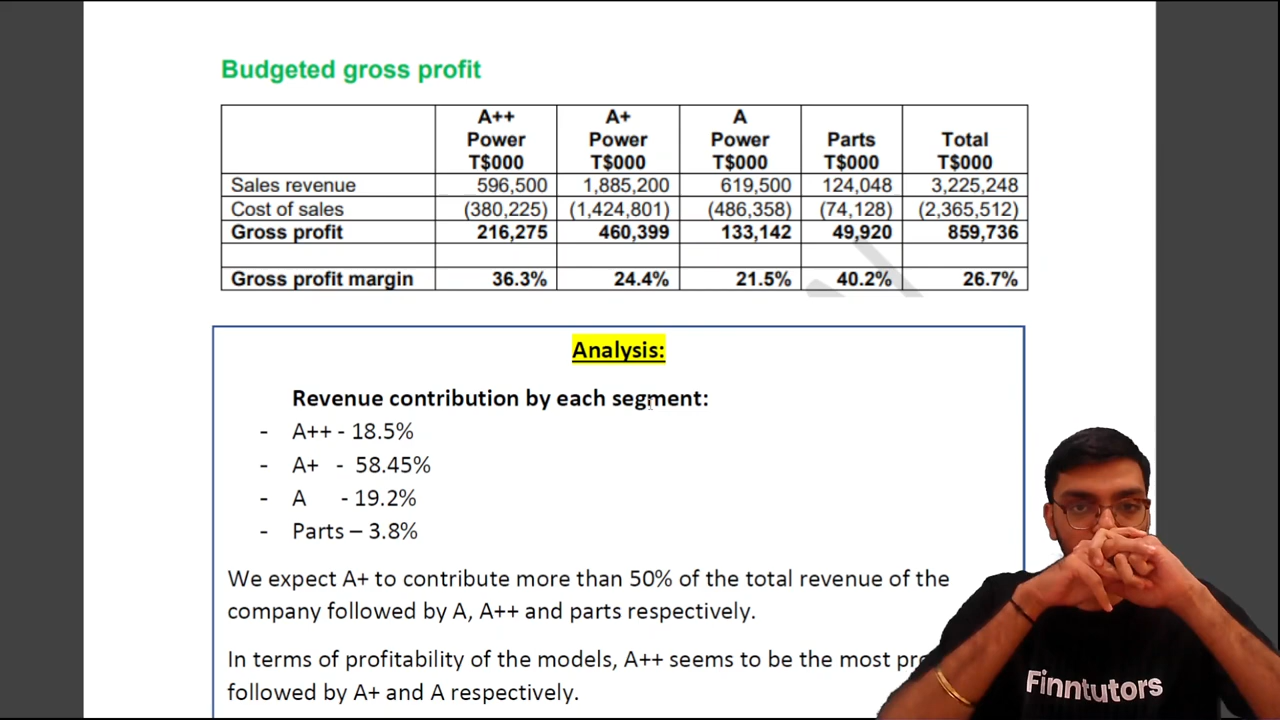 Budgeted gross profit
A++ Power T$000 A+ Power T$000 A Power T$000 Parts T$000 Total T$000
Sales revenue 596,500 1,885,200 619,500 124,048 3,225,248
Cost of sales (380,225) (1,424,801) (486,358) (74,128) (2,365,512)
Gross profit 216,275 460,399 133,142 49,920 859,736
Gross profit margin 36.3% 24.4% 21.5% 40.2% 26.7%
Analysis:
Revenue contribution by each segment:
- A++ - 18.5%
- A+ - 58.45%
- A - 19.2%
- Parts – 3.8%
We expect A+ to contribute more than 50% of the total revenue of the
company followed by A, A++ and parts respectively.
In terms of profitability of the models, A++ seems to be the most
followed by A+ and A respectively.
Finntutors